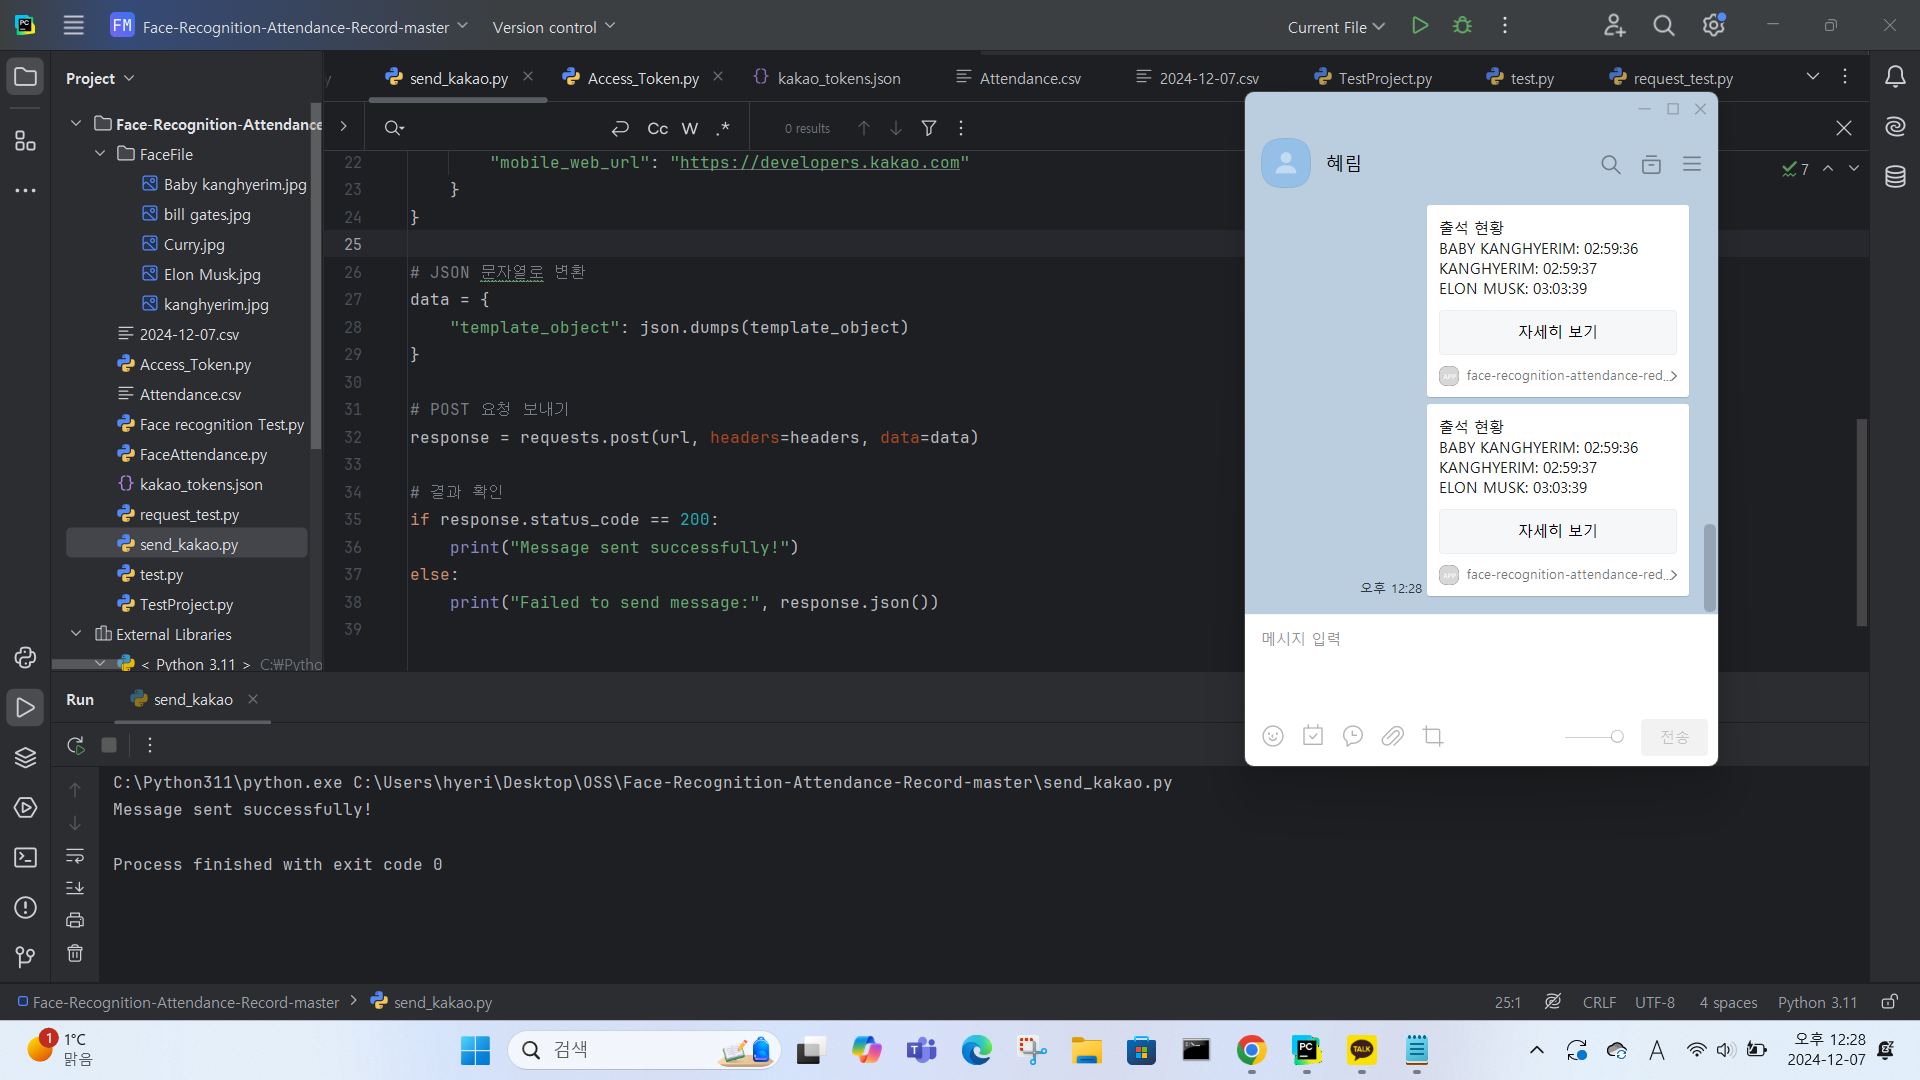 FM Face-Recognition-Attendance-Record-master Version control Current File
Project
send_kakao.py Access_Token.py kakao_tokens.json Attendance.csv 2024-12-07.csv TestProject.py test.py request_test.py
Cc W .* 0 results
Face-Recognition-Attendance
FaceFile
Baby kanghyerim.jpg
bill gates.jpg
Curry.jpg
Elon Musk.jpg
kanghyerim.jpg
2024-12-07.csv
Access_Token.py
Attendance.csv
Face recognition Test.py
FaceAttendance.py
kakao_tokens.json
request_test.py
send_kakao.py
test.py
TestProject.py
External Libraries
< Python 3.11 > C:\Pytho
22 "mobile_web_url": "https://developers.kakao.com"
23 }
24 }
25
26 # JSON 문자열로 변환
27 data = {
28 "template_object": json.dumps(template_object)
29 }
30
31 # POST 요청 보내기
32 response = requests.post(url, headers=headers, data=data)
33
34 # 결과 확인
35 if response.status_code == 200:
36 print("Message sent successfully!")
37 else:
38 print("Failed to send message:", response.json())
39
7
혜림
출석 현황
BABY KANGHYERIM: 02:59:36
KANGHYERIM: 02:59:37
ELON MUSK: 03:03:39
자세히 보기
APP face-recognition-attendance-red...
출석 현황
BABY KANGHYERIM: 02:59:36
KANGHYERIM: 02:59:37
ELON MUSK: 03:03:39
자세히 보기
APP face-recognition-attendance-red...
오후 12:28
메시지 입력
전송
Run send_kakao
C:\Python311\python.exe C:\Users\hyeri\Desktop\OSS\Face-Recognition-Attendance-Record-master\send_kakao.py
Message sent successfully!
Process finished with exit code 0
Face-Recognition-Attendance-Record-master > send_kakao.py
25:1 CRLF UTF-8 4 spaces Python 3.11
1
1°C
맑음
검색
PC
TALK
A
오후 12:28
2024-12-07